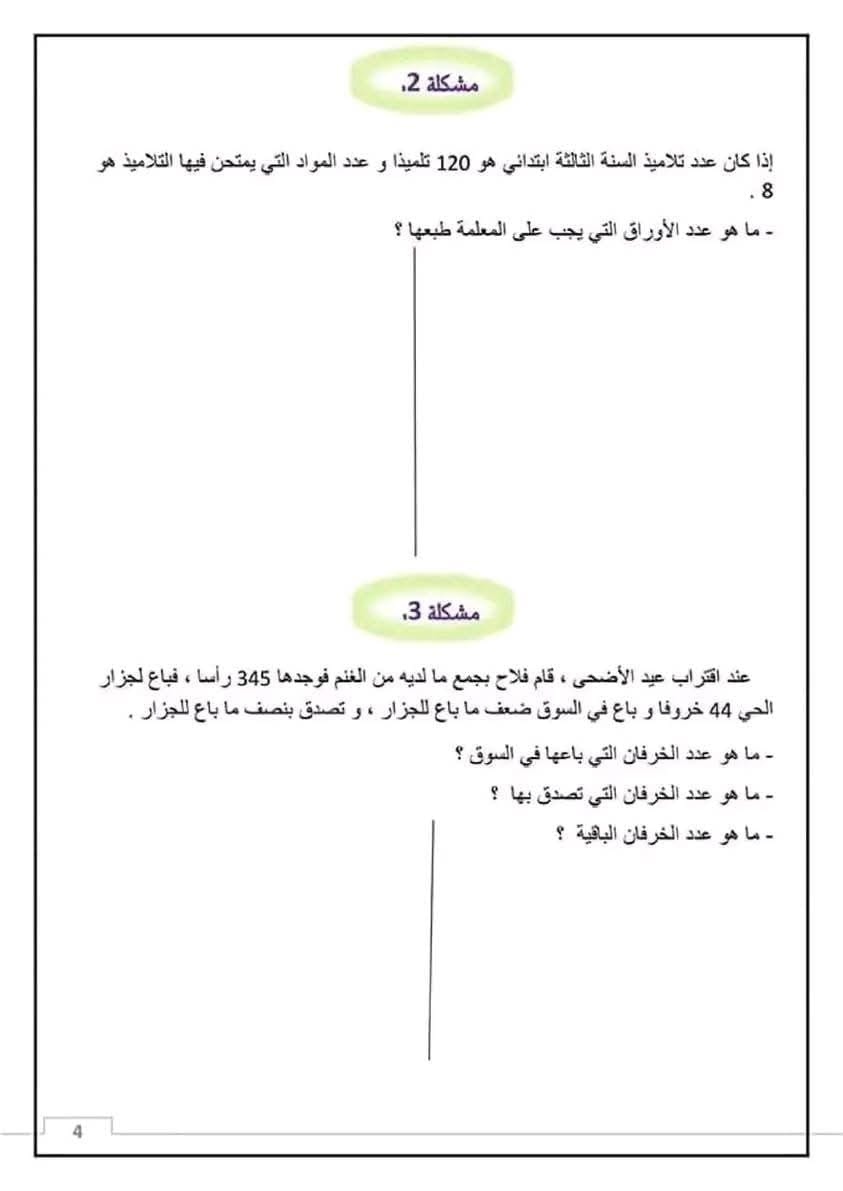 مشكلة 2،
إذا كان عدد تلاميذ السنة الثالثة ابتدائي هو 120 تلميذا و عدد المواد التي يمتحن فيها التلاميذ هو
8 .
- ما هو عدد الأوراق التي يجب على المعلمة طبعها ؟
مشكلة 3،
عند اقتراب عيد الأضحى ، قام فلاح بجمع ما لديه من الغنم فوجدها 345 رأسا ، فباع لجزار
الحي 44 خروفا و باع في السوق ضعف ما باع للجزار ، و تصدق بنصف ما باع للجزار .
- ما هو عدد الخرفان التي باعها في السوق ؟
- ما هو عدد الخرفان التي تصدق بها ؟
- ما هو عدد الخرفان الباقية ؟
4